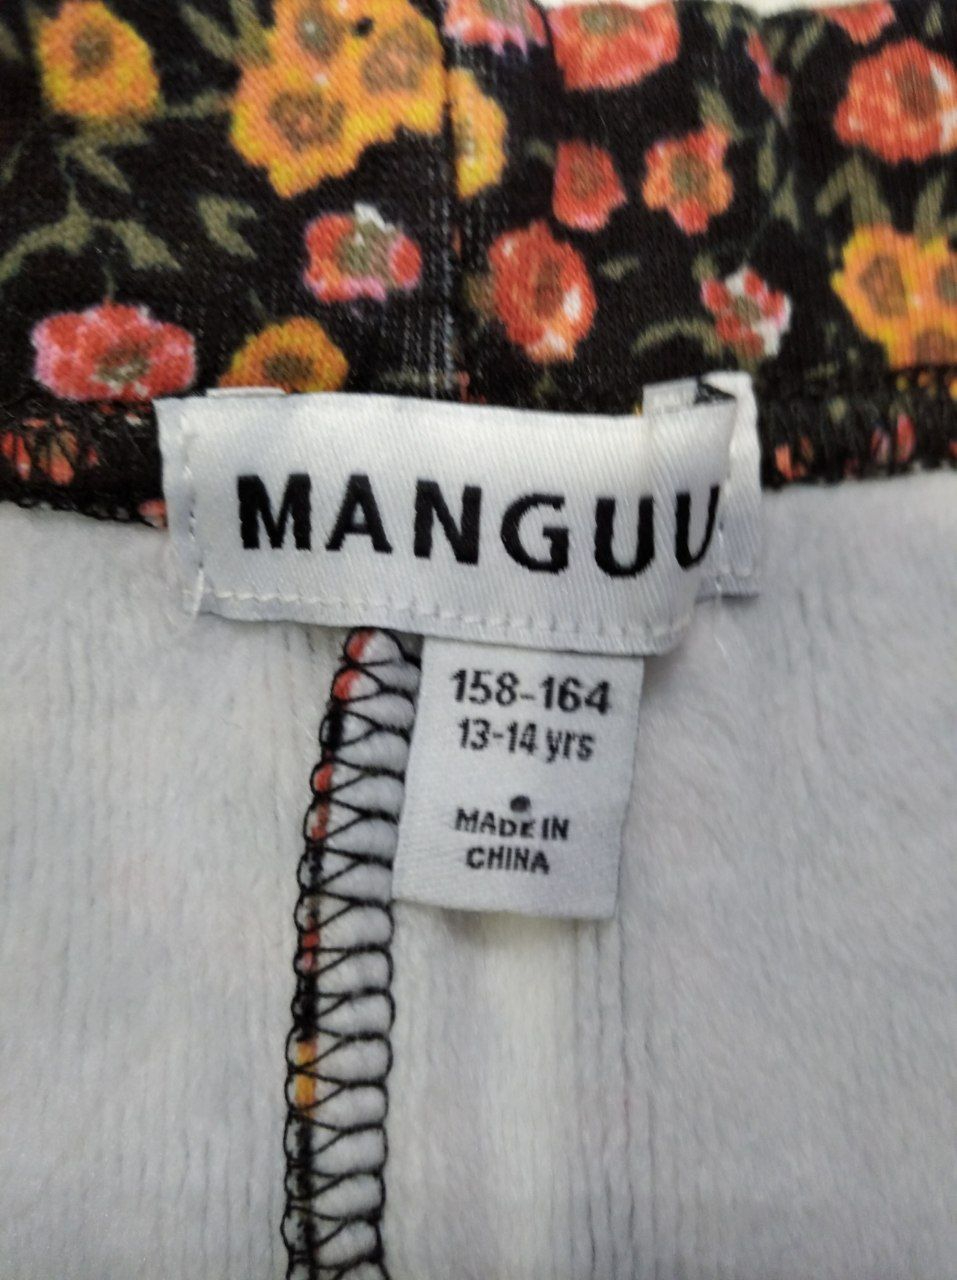 MANGUU
158-164
13-14 yrs
MADE IN
CHINA